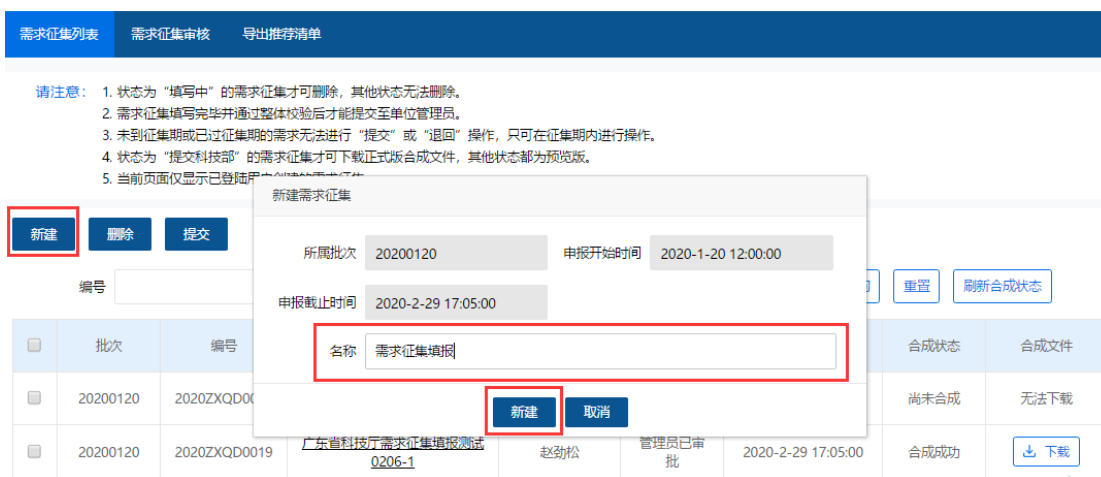 需求征集列表 需求征集审核 导出推荐清单
请注意： 1. 状态为“填写中”的需求征集才可删除，其他状态无法删除。
2. 需求征集填写完毕并通过整体校验后才能提交至单位管理员。
3. 未到征集期或已过征集期的需求无法进行“提交”或“退回”操作，只可在征集期内进行操作。
4. 状态为“提交科技部”的需求征集才可下载正式版合成文件，其他状态都为预览版。
5. 当前页面仅显示已登陆用户创建的需求征集
新建需求征集
新建 删除 提交
所属批次 20200120 申报开始时间 2020-1-20 12:00:00
编号 重置 刷新合成状态
申报截止时间 2020-2-29 17:05:00
名称 需求征集填报
批次 编号 合成状态 合成文件
20200120 2020ZXQD00 尚未合成 无法下载
新建 取消
20200120 2020ZXQD0019 广东省科技厅需求征集填报测试 赵劲松 管理员已审 2020-2-29 17:05:00 合成成功 下载
0206-1 批